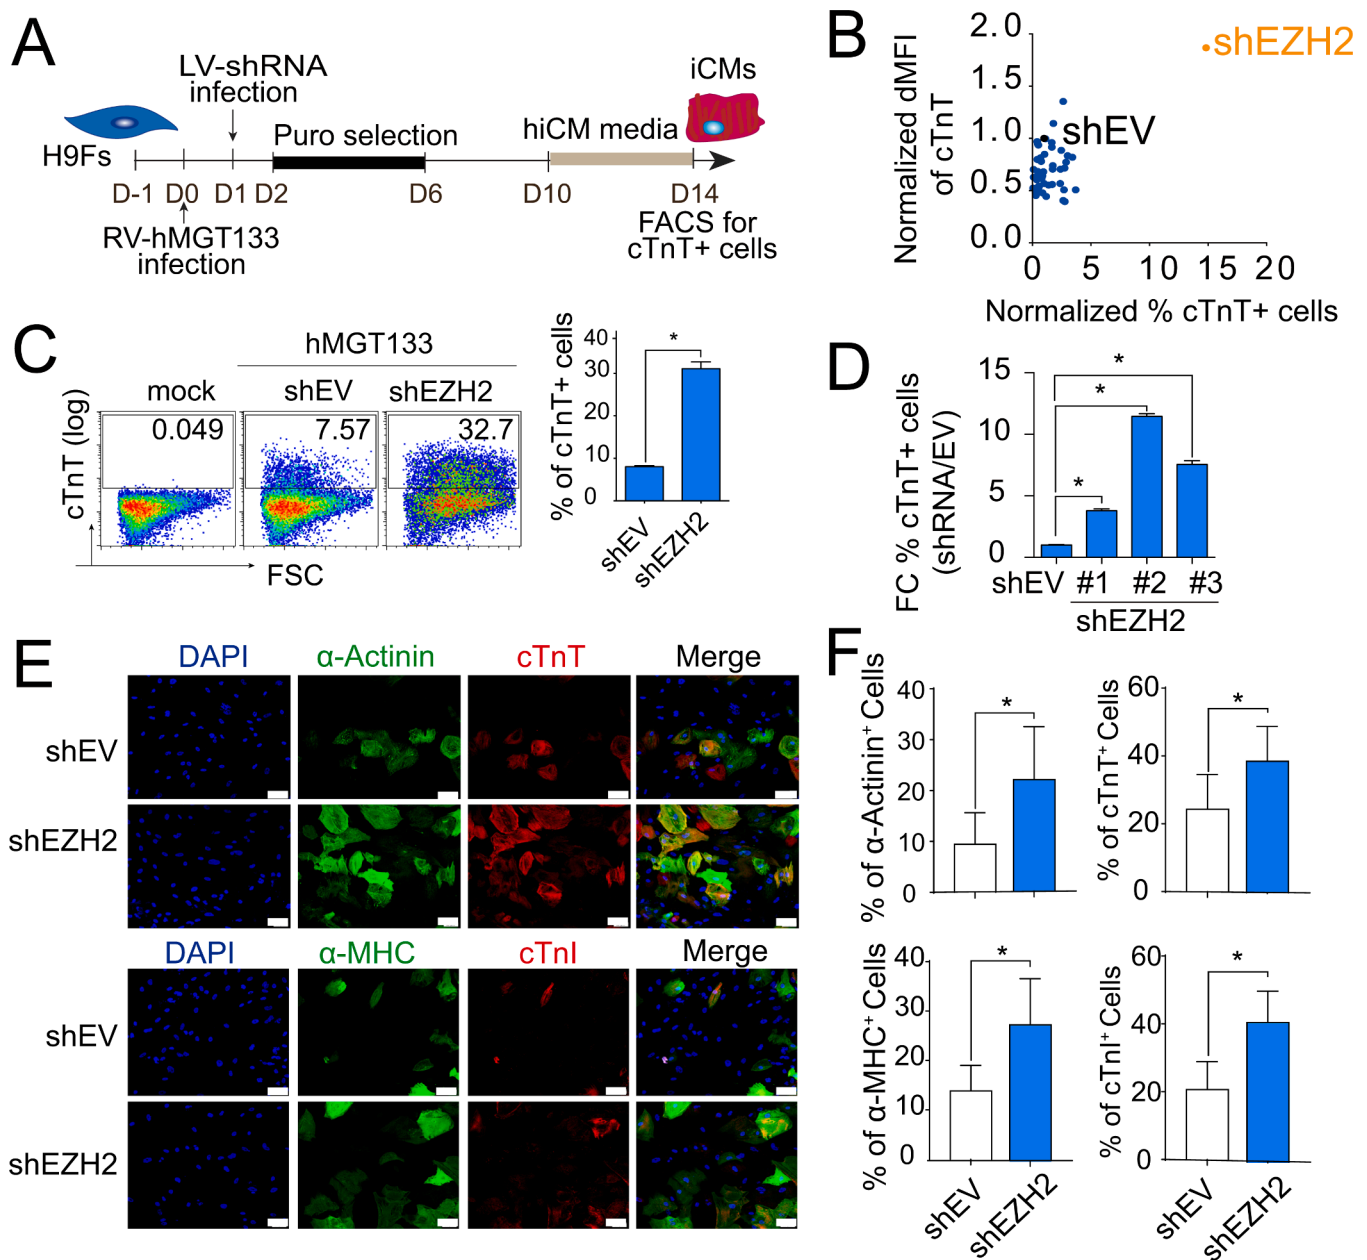 A
LV-shRNA
infection
iCMs
H9Fs
Puro selection
hiCM media
D-1 D0 D1 D2 D6 D10 D14
RV-hMGT133
infection
FACS for
cTnT+ cells
B
Normalized dMFI
of cTnT
2.0
1.5
1.0
0.5
0.0
shEZH2
shEV
0 5 10 15 20
Normalized % cTnT+ cells
C
hMGT133
mock shEV shEZH2
cTnT (log)
0.049 7.57 32.7
FSC
% of cTnT+ cells
40
30
20
10
0
*
shEV shEZH2
D
FC % cTnT+ cells
(shRNA/EV)
15
10
5
0
*
*
*
shEV #1 #2 #3
shEZH2
E
DAPI α-Actinin cTnT Merge
shEV
shEZH2
DAPI α-MHC cTnI Merge
shEV
shEZH2
F
% of α-Actinin⁺ Cells
40
30
20
10
0
*
% of cTnT⁺ Cells
60
40
20
0
*
% of α-MHC⁺ Cells
40
30
20
10
0
*
shEV shEZH2
% of cTnI⁺ Cells
60
40
20
0
*
shEV shEZH2